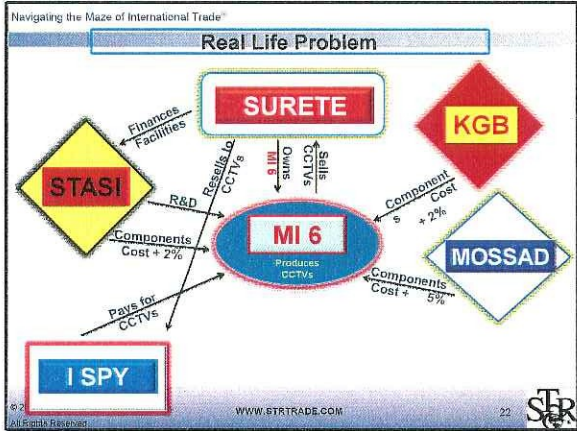 Navigating the Maze of International Trade
Real Life Problem
SURETE
KGB
STASI
MI 6
Produces
CCTVs
MOSSAD
I SPY
Finances
Facilities
Resells to
CCTVs
Owns
MI 6
Sells
CCTVs
R&D
Components
Cost + 2%
Component
s Cost
+ 2%
Components
Cost + 5%
Pays for
CCTVs
© 2
All Rights Reserved
WWW.STRTRADE.COM
22
ST&R